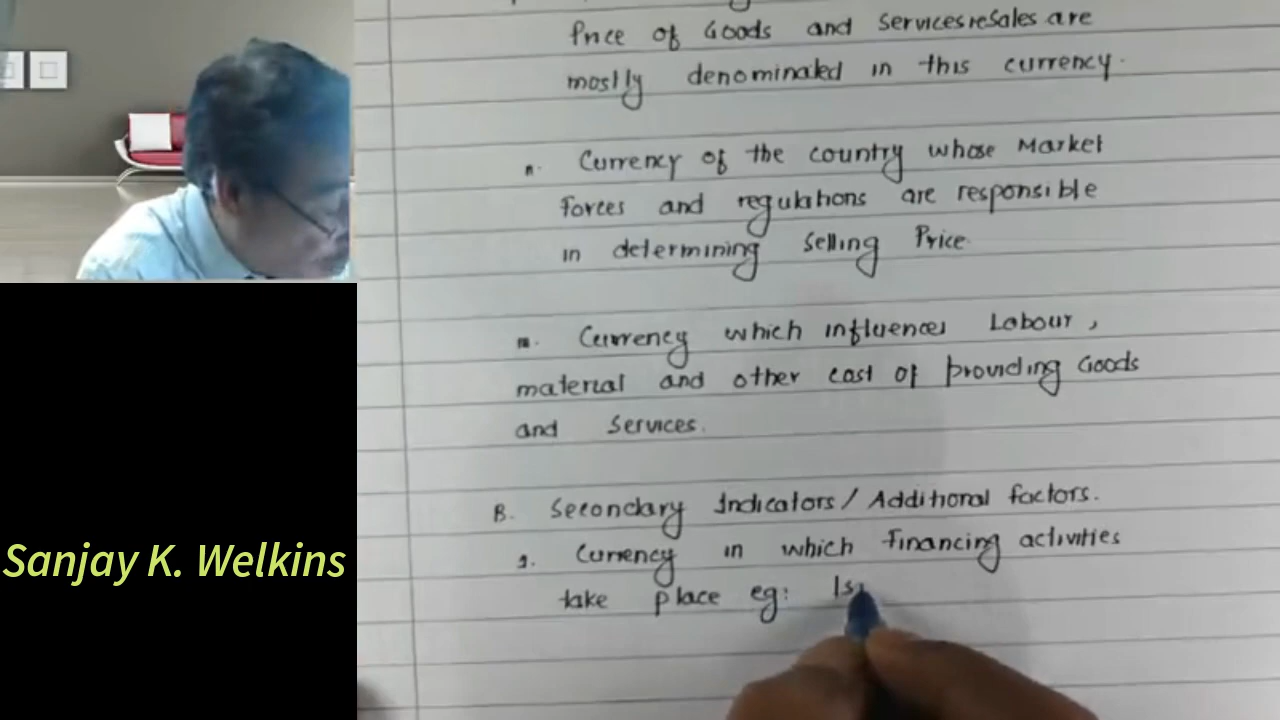 Price of Goods and Services/resales are
mostly denominated in this currency.
ii. Currency of the country whose Market
forces and regulations are responsible
in determining Selling Price.
iii. Currency which influences Labour,
material and other cost of providing Goods
and Services.
B. Secondary Indicators/Additional factors.
1. Currency in which Financing activities
take place eg:
Sanjay K. Welkins